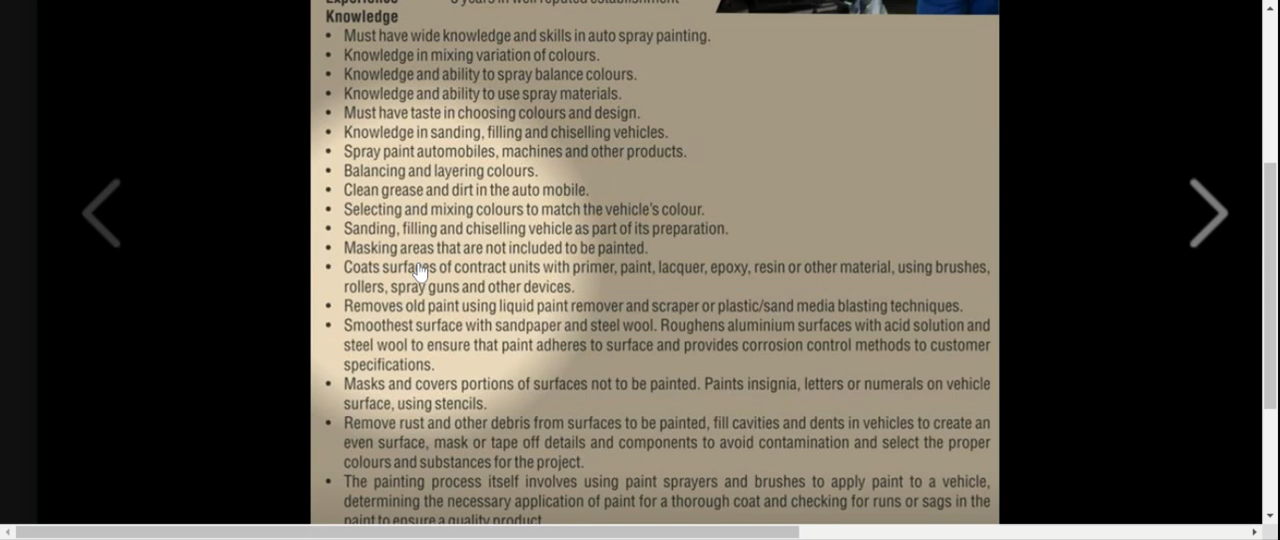 Experience 3 years in well reputed establishment
Knowledge
• Must have wide knowledge and skills in auto spray painting.
• Knowledge in mixing variation of colours.
• Knowledge and ability to spray balance colours.
• Knowledge and ability to use spray materials.
• Must have taste in choosing colours and design.
• Knowledge in sanding, filling and chiselling vehicles.
• Spray paint automobiles, machines and other products.
• Balancing and layering colours.
• Clean grease and dirt in the auto mobile.
• Selecting and mixing colours to match the vehicle's colour.
• Sanding, filling and chiselling vehicle as part of its preparation.
• Masking areas that are not included to be painted.
• Coats surfaces of contract units with primer, paint, lacquer, epoxy, resin or other material, using brushes,
rollers, spray guns and other devices.
• Removes old paint using liquid paint remover and scraper or plastic/sand media blasting techniques.
• Smoothest surface with sandpaper and steel wool. Roughens aluminium surfaces with acid solution and
steel wool to ensure that paint adheres to surface and provides corrosion control methods to customer
specifications.
• Masks and covers portions of surfaces not to be painted. Paints insignia, letters or numerals on vehicle
surface, using stencils.
• Remove rust and other debris from surfaces to be painted, fill cavities and dents in vehicles to create an
even surface, mask or tape off details and components to avoid contamination and select the proper
colours and substances for the project.
• The painting process itself involves using paint sprayers and brushes to apply paint to a vehicle,
determining the necessary application of paint for a thorough coat and checking for runs or sags in the
paint to ensure a quality product